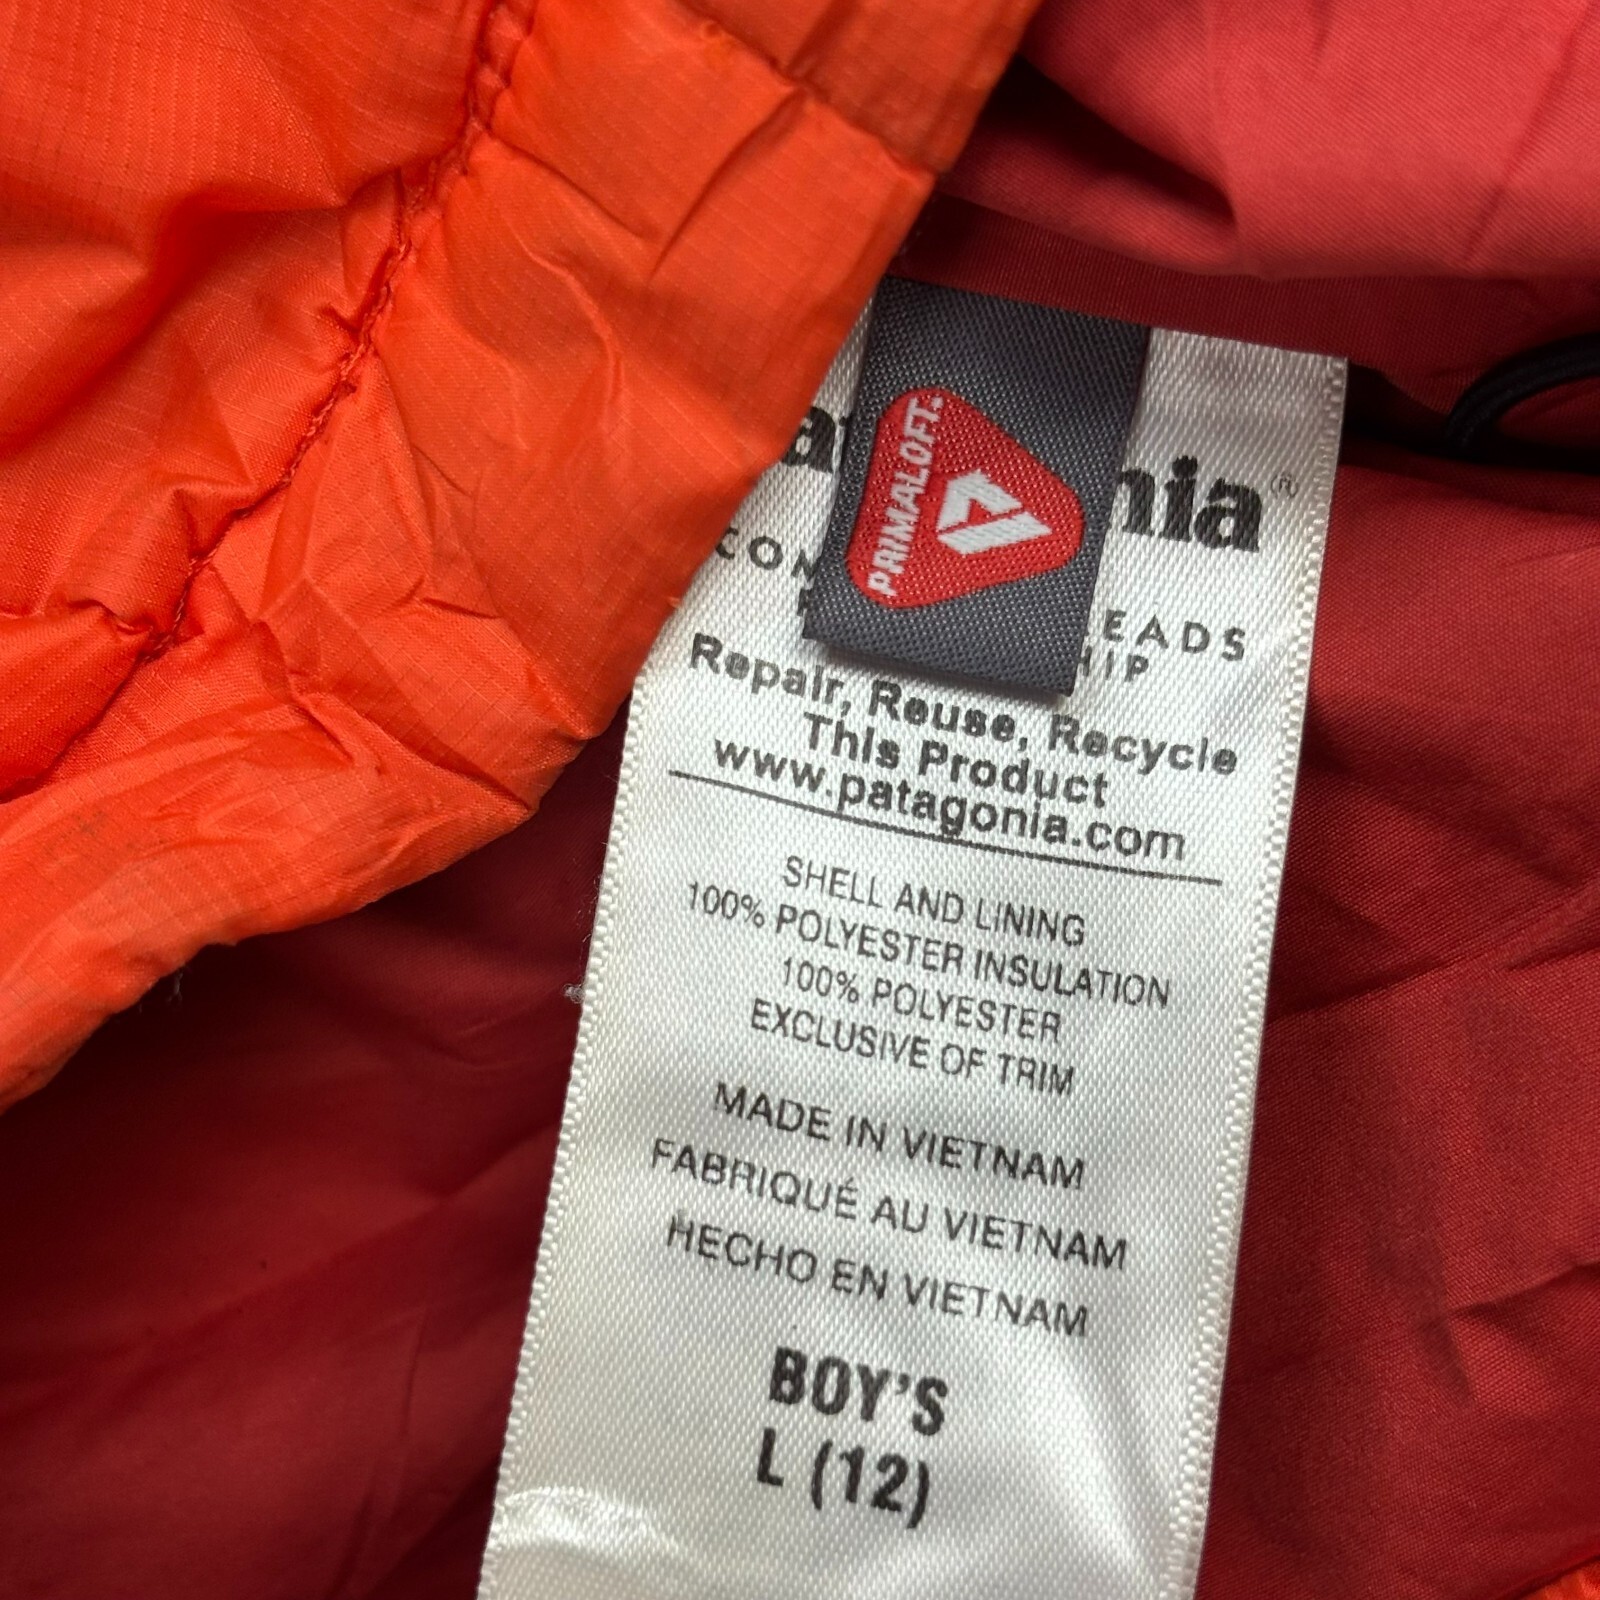 PRIMALOFT.
nia®
EADS
HIP
Repair, Reuse, Recycle
This Product
www.patagonia.com
SHELL AND LINING
100% POLYESTER INSULATION
100% POLYESTER
EXCLUSIVE OF TRIM
MADE IN VIETNAM
FABRIQUÉ AU VIETNAM
HECHO EN VIETNAM
BOY'S
L (12)